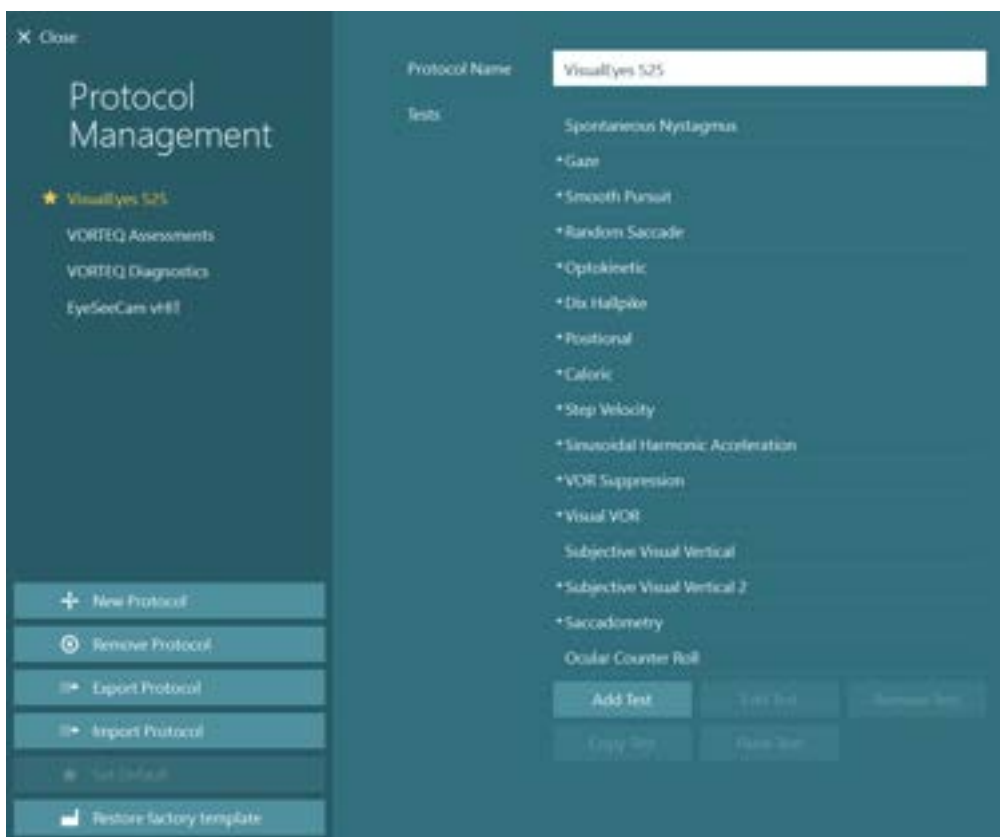 Close
Protocol
Management
VisualEyes 525
VORTEQ Assessments
VORTEQ Diagnostics
EyeSeeCam vHIT
New Protocol
Remove Protocol
Export Protocol
Import Protocol
Set Default
Restore factory template
Protocol Name
VisualEyes 525
Tests
Spontaneous Nystagmus
*Gaze
*Smooth Pursuit
*Random Saccade
*Optokinetic
*Dix Hallpike
*Positional
*Caloric
*Step Velocity
*Sinusoidal Harmonic Acceleration
*VOR Suppression
*Visual VOR
Subjective Visual Vertical
*Subjective Visual Vertical 2
*Saccadometry
Ocular Counter Roll
Add Test
Edit Test
Remove Test
Copy Test
Paste Test